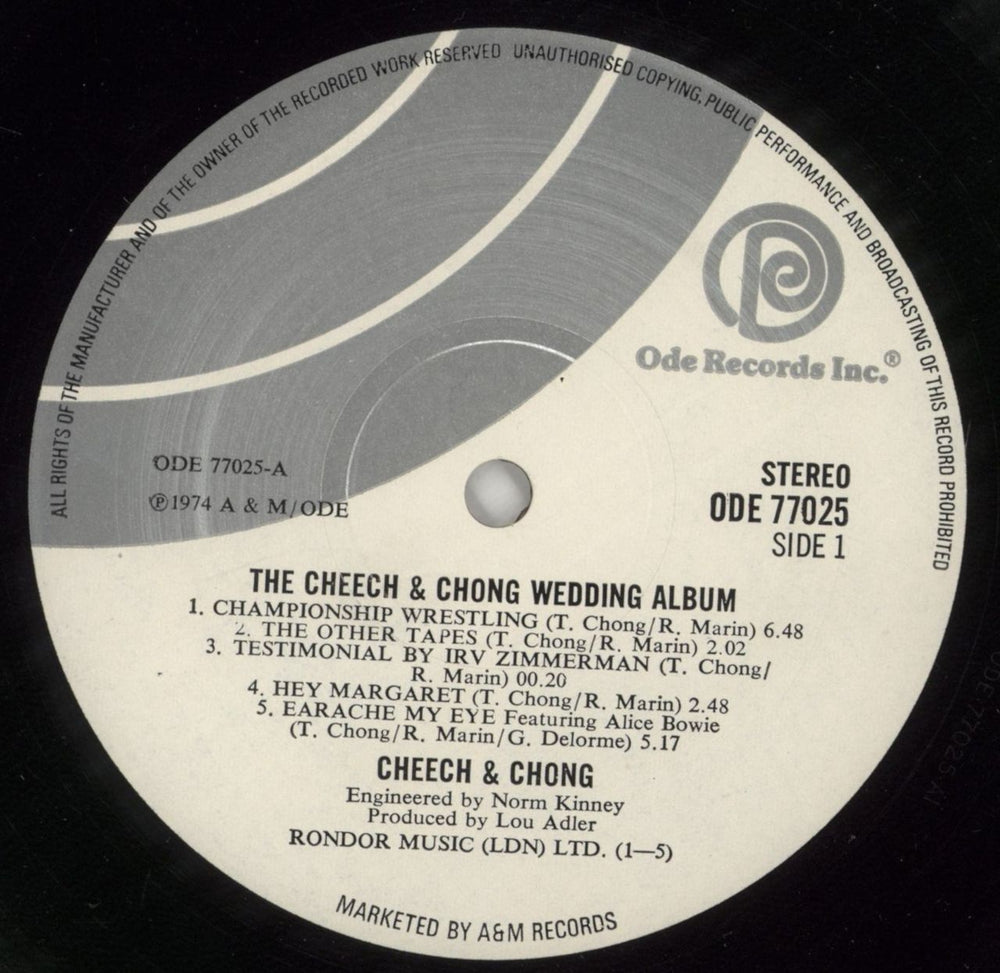 ALL RIGHTS OF THE MANUFACTURER AND OF THE OWNER OF THE RECORDED WORK RESERVED UNAUTHORISED COPYING, PUBLIC PERFORMANCE AND BROADCASTING OF THIS RECORD PROHIBITED
Ode Records Inc.®
ODE 77025-A
℗1974 A & M/ODE
STEREO
ODE 77025
SIDE 1
THE CHEECH & CHONG WEDDING ALBUM
1. CHAMPIONSHIP WRESTLING (T. Chong/R. Marin) 6.48
2. THE OTHER TAPES (T. Chong/R. Marin) 2.02
3. TESTIMONIAL BY IRV ZIMMERMAN (T. Chong/
R. Marin) 00.20
4. HEY MARGARET (T. Chong/R. Marin) 2.48
5. EARACHE MY EYE Featuring Alice Bowie
(T. Chong/R. Marin/G. Delorme) 5.17
CHEECH & CHONG
Engineered by Norm Kinney
Produced by Lou Adler
RONDOR MUSIC (LDN) LTD. (1—5)
MARKETED BY A&M RECORDS